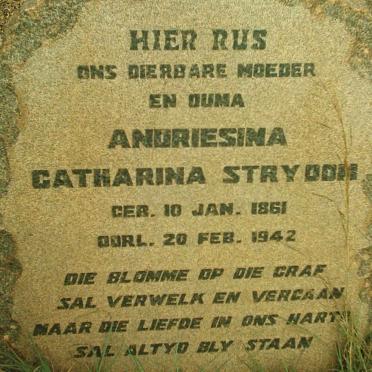 HIER RUS
ONS DIERBARE MOEDER
EN OUMA
ANDRIESINA
CATHARINA STRYDOM
GEB. 10 JAN. 1861
OORL. 20 FEB. 1942
DIE BLOMME OP DIE GRAF
SAL VERWELK EN VERGAAN
MAAR DIE LIEFDE IN ONS HART
SAL ALTYD BLY STAAN